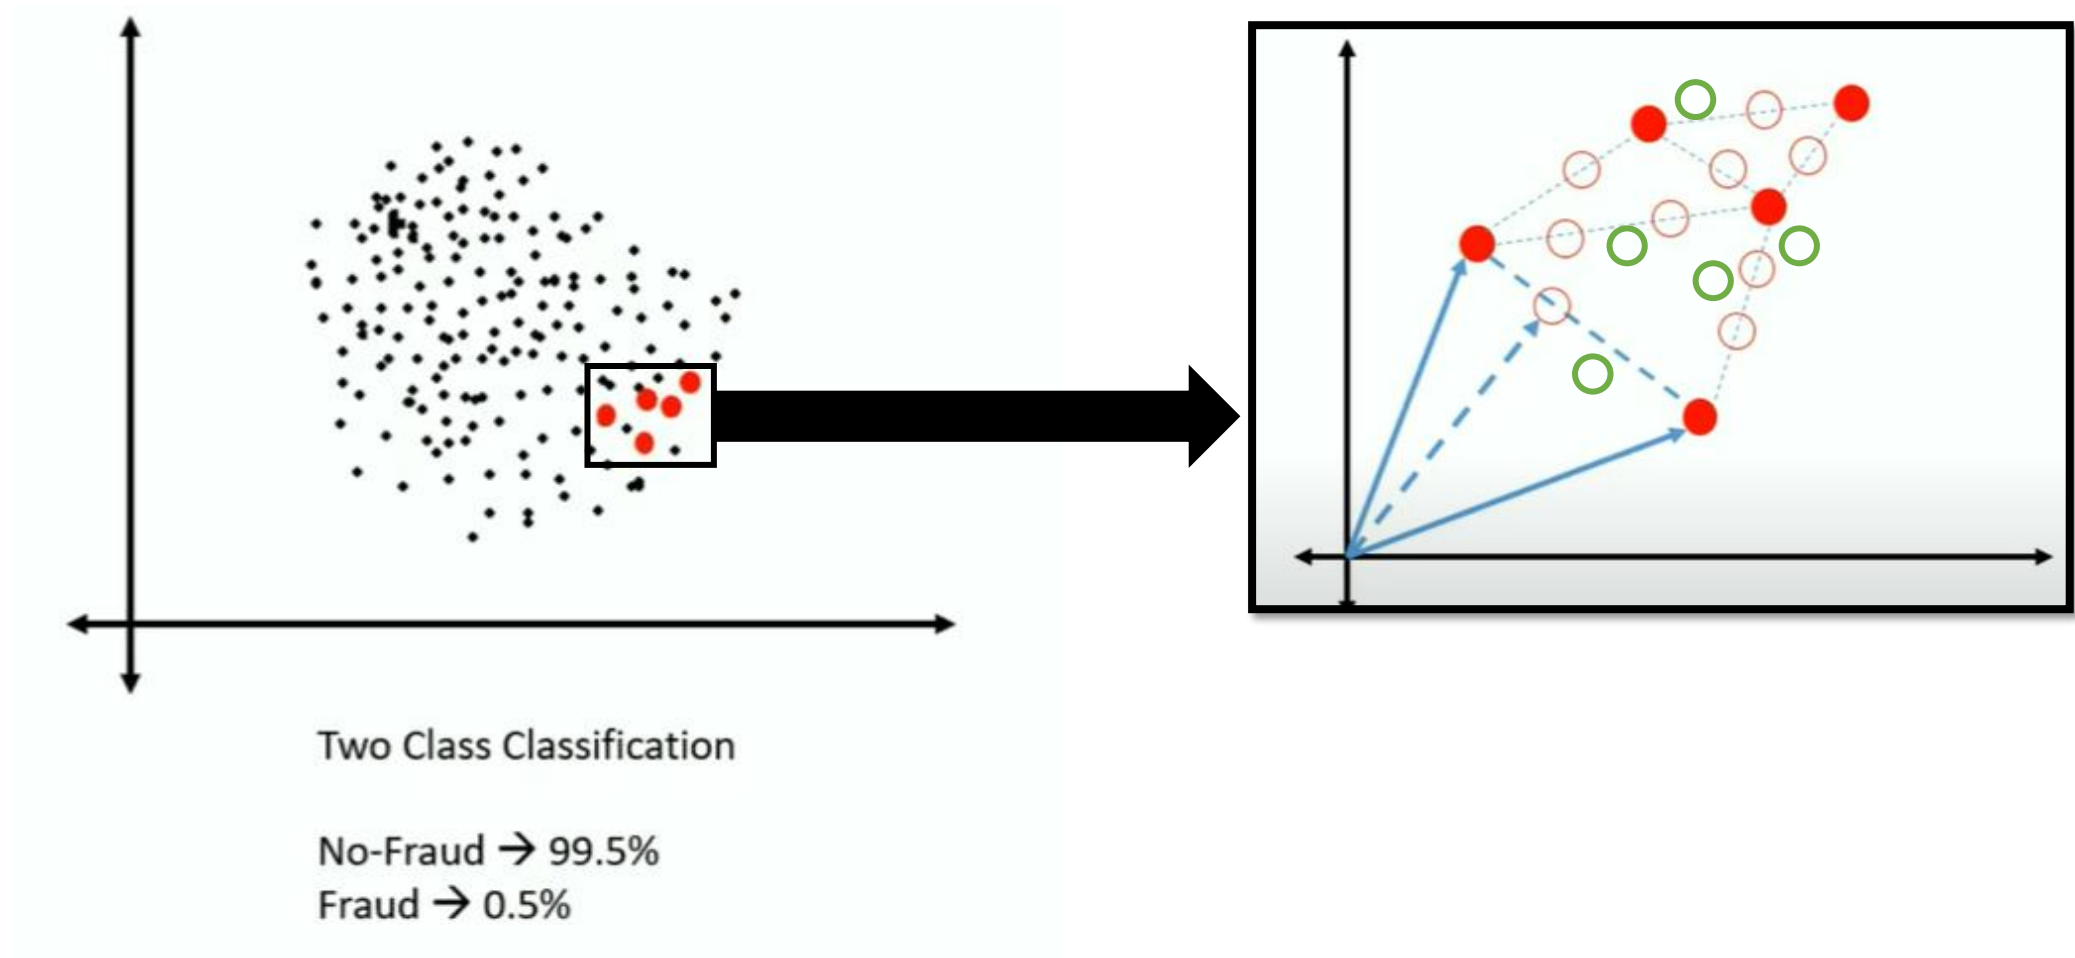 Two Class Classification
No-Fraud → 99.5%
Fraud → 0.5%